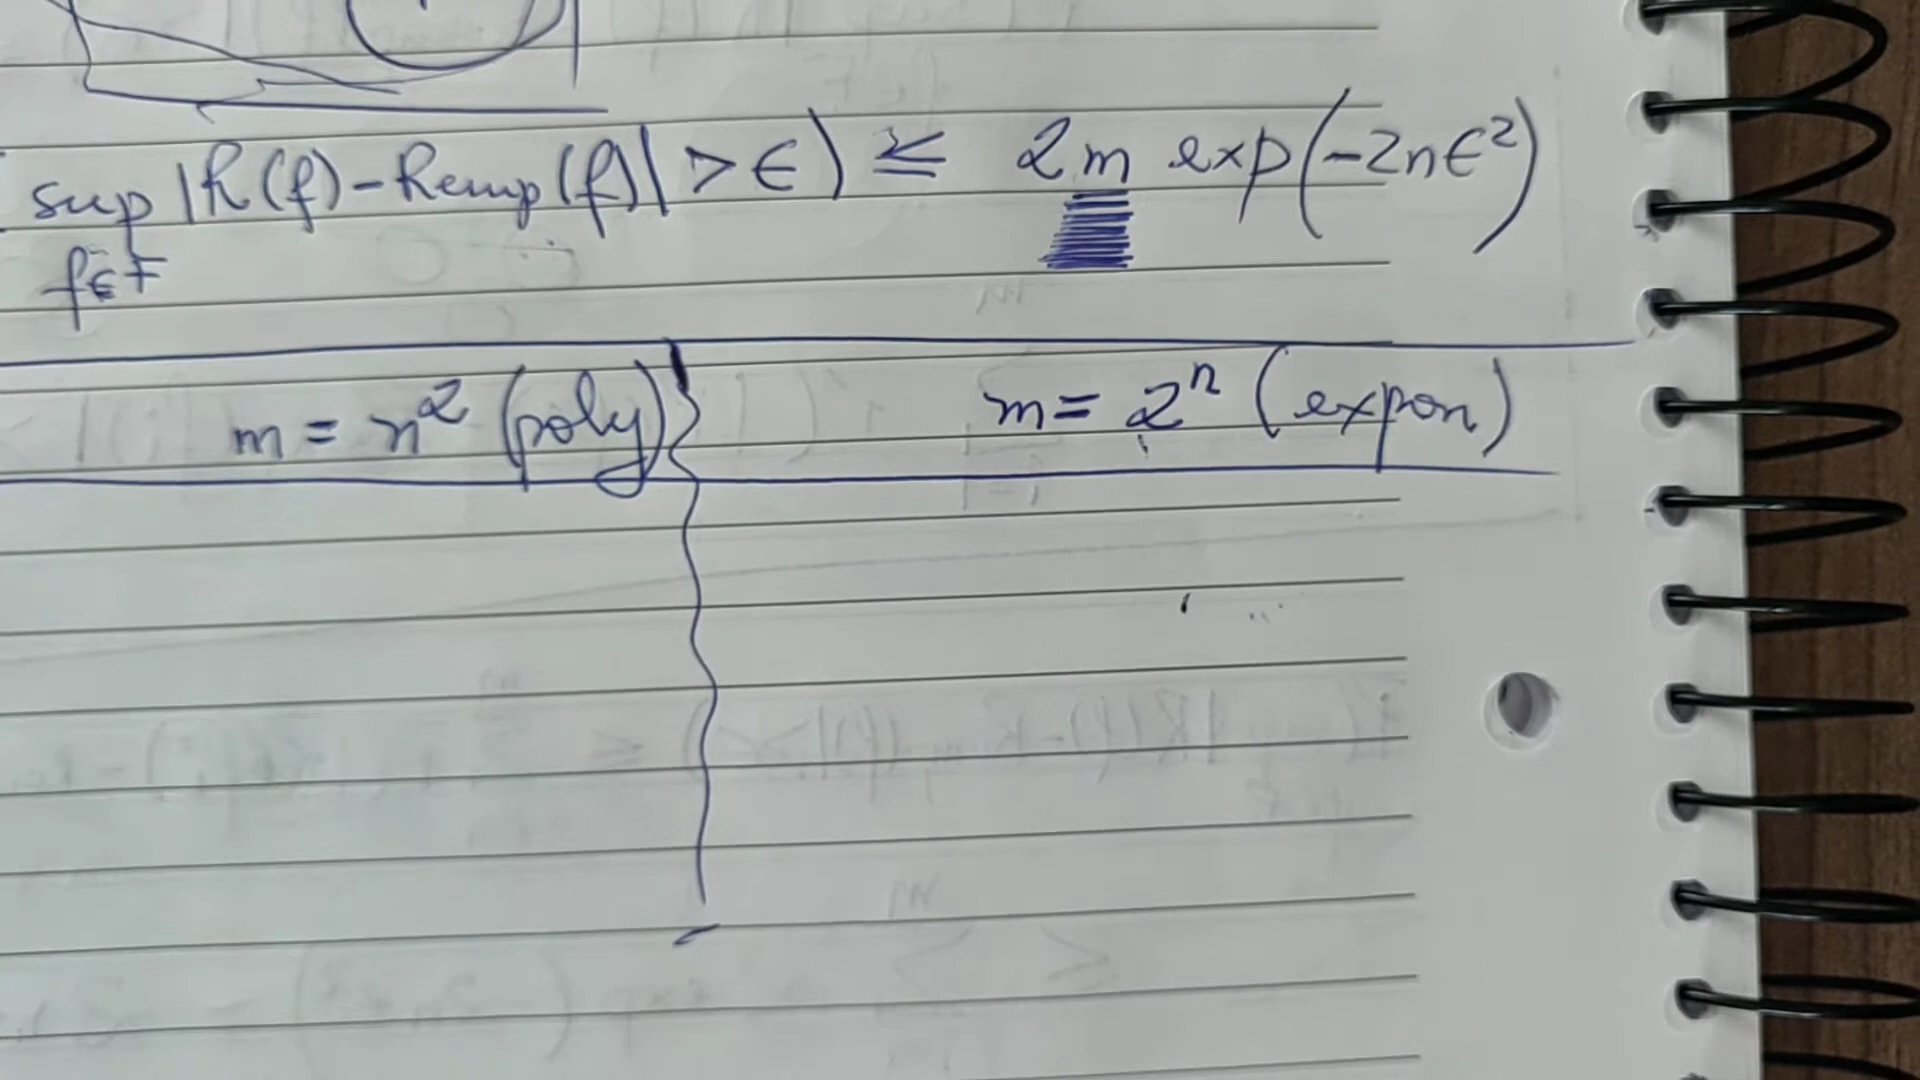 sup |R(f) - Remp(f)| > ϵ) ≤ 2m exp(-2nϵ²)
f∈F
m = n² (poly) m = 2ⁿ (expon)